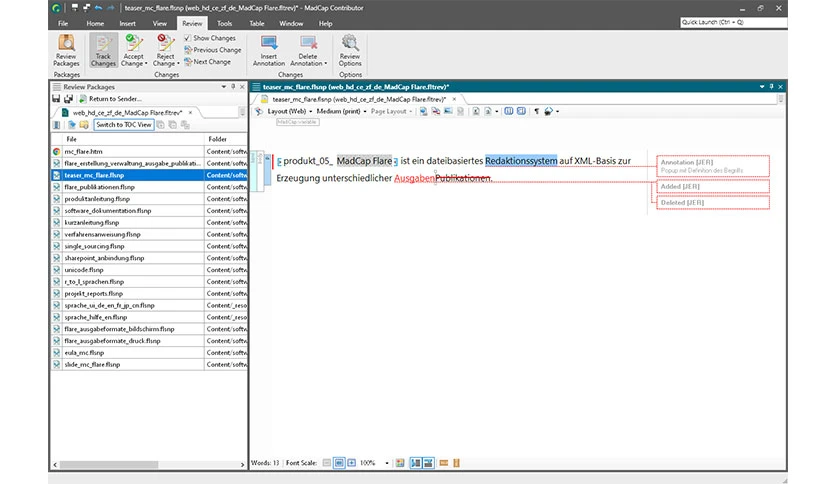 teaser_mc_flare.flsnp (web_hd_ce_zf_de_MadCap Flare.fltrev)* - MadCap Contributor
File Home Insert View Review Tools Table Window Help
Quick Launch (Ctrl + Q)
Review Packages
Track Changes
Accept Change
Reject Change
Show Changes
Previous Change
Next Change
Insert Annotation
Delete Annotation
Review Options
Packages
Changes
Changes
Options
Review Packages
teaser_mc_flare.flsnp (web_hd_ce_zf_de_MadCap Flare.fltrev)*
Return to Sender...
web_hd_ce_zf_de_MadCap Flare.fltrev*
teaser_mc_flare.flsnp (web_hd_ce_zf_de_MadCap Flare.fltrev)*
Switch to TOC View
Layout (Web) Medium (print) Page Layout
MadCap:variable
File Folder
mc_flare.htm Content/softw
flare_erstellung_verwaltung_ausgabe_publikati... Content/softw
teaser_mc_flare.flsnp Content/softw
flare_publikationen.flsnp Content/softw
produktanleitung.flsnp Content/softw
software_dokumentation.flsnp Content/softw
kurzanleitung.flsnp Content/softw
verfahrensanweisung.flsnp Content/softw
single_sourcing.flsnp Content/softw
sharepoint_anbindung.flsnp Content/softw
unicode.flsnp Content/softw
r_to_l_sprachen.flsnp Content/softw
projekt_reports.flsnp Content/softw
sprache_ui_de_en_fr_jp_cn.flsnp Content/_reso
sprache_hilfe_en.flsnp Content/_reso
flare_ausgabeformate_bildschirm.flsnp Content/softw
flare_ausgabeformate_druck.flsnp Content/softw
eula_mc.flsnp Content/softw
slide_mc_flare.flsnp Content/softw
produkt_05_ MadCap Flare ist ein dateibasiertes Redaktionssystem auf XML-Basis zur
Erzeugung unterschiedlicher AusgabenPublikationen.
Annotation [JER]
Popup mit Definition des Begriffs
Added [JER]
Deleted [JER]
Words: 13 Font Scale: 100%